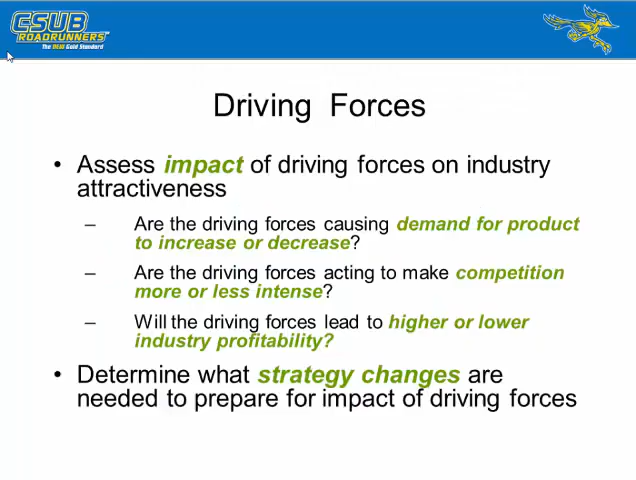 CSUB
ROADRUNNERS
The NEW Gold Standard
Driving Forces
• Assess impact of driving forces on industry
attractiveness
– Are the driving forces causing demand for product
to increase or decrease?
– Are the driving forces acting to make competition
more or less intense?
– Will the driving forces lead to higher or lower
industry profitability?
• Determine what strategy changes are
needed to prepare for impact of driving forces